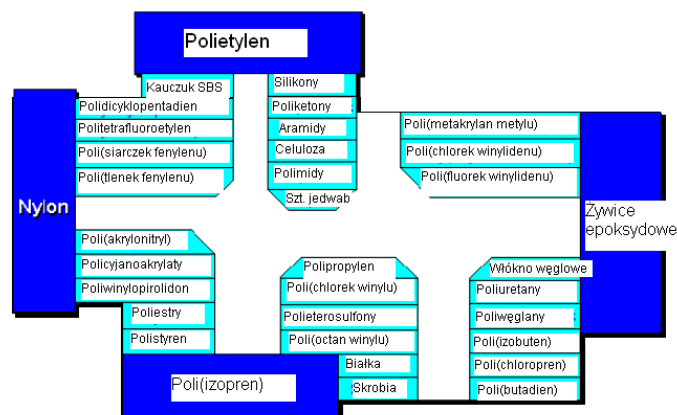 Polietylen
Kauczuk SBS
Polidicyklopentadien
Politetrafluoroetylen
Poli(siarczek fenylenu)
Poli(tlenek fenylenu)
Silikony
Poliketony
Aramidy
Celuloza
Polimidy
Szt. jedwab
Poli(metakrylan metylu)
Poli(chlorek winylidenu)
Poli(fluorek winylidenu)
Nylon
Żywice
epoksydowe
Poli(akrylonitryl)
Policyjanoakrylaty
Poliwinylopirolidon
Poliestry
Polistyren
Polipropylen
Poli(chlorek winylu)
Polieterosulfony
Poli(octan winylu)
Białka
Skrobia
Włókno węglowe
Poliuretany
Poliwęglany
Poli(izobuten)
Poli(chloropren)
Poli(butadien)
Poli(izopren)